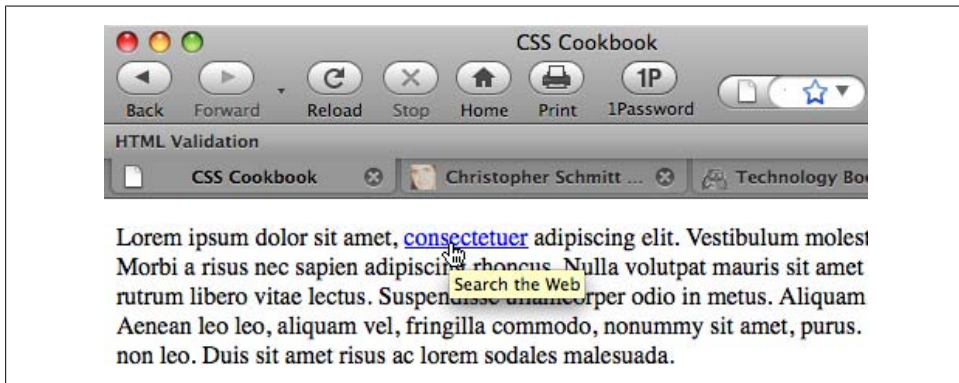 CSS Cookbook
1P
Back Forward Reload Stop Home Print 1Password
HTML Validation
CSS Cookbook Christopher Schmitt ... Technology Bo
Lorem ipsum dolor sit amet, consectetuer adipiscing elit. Vestibulum molest
Morbi a risus nec sapien adipiscing rhoncus. Nulla volutpat mauris sit amet
rutrum libero vitae lectus. Suspendisse ullamcorper odio in metus. Aliquam
Search the Web
Aenean leo leo, aliquam vel, fringilla commodo, nonummy sit amet, purus.
non leo. Duis sit amet risus ac lorem sodales malesuada.